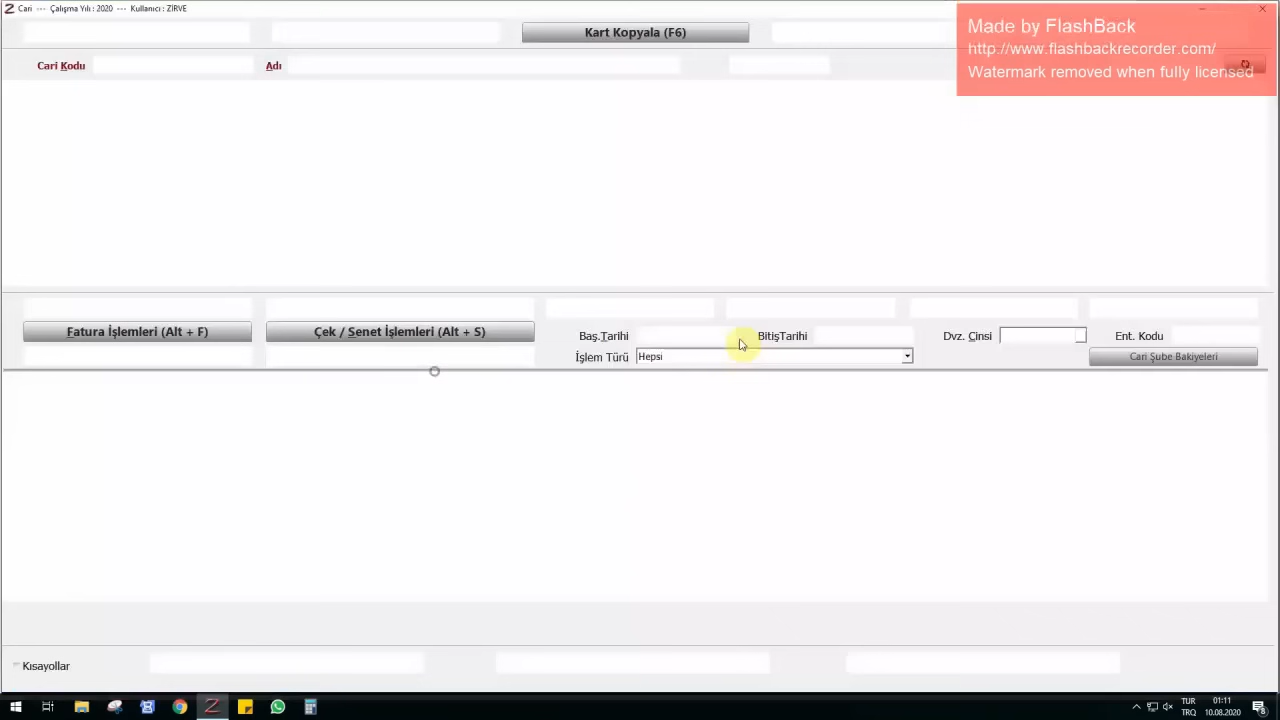 Cari --- Çalışma Yılı : 2020 --- Kullanıcı : ZİRVE
Made by FlashBack
http://www.flashbackrecorder.com/
Watermark removed when fully licensed
Kart Kopyala (F6)
Cari Kodu
Adı
Fatura İşlemleri (Alt + F)
Çek / Senet İşlemleri (Alt + S)
Baş.Tarihi
BitişTarihi
Dvz. Cinsi
Ent. Kodu
İşlem Türü
Hepsi
Cari Şube Bakiyeleri
Kısayollar
TUR
TRQ
01:11
10.08.2020
8